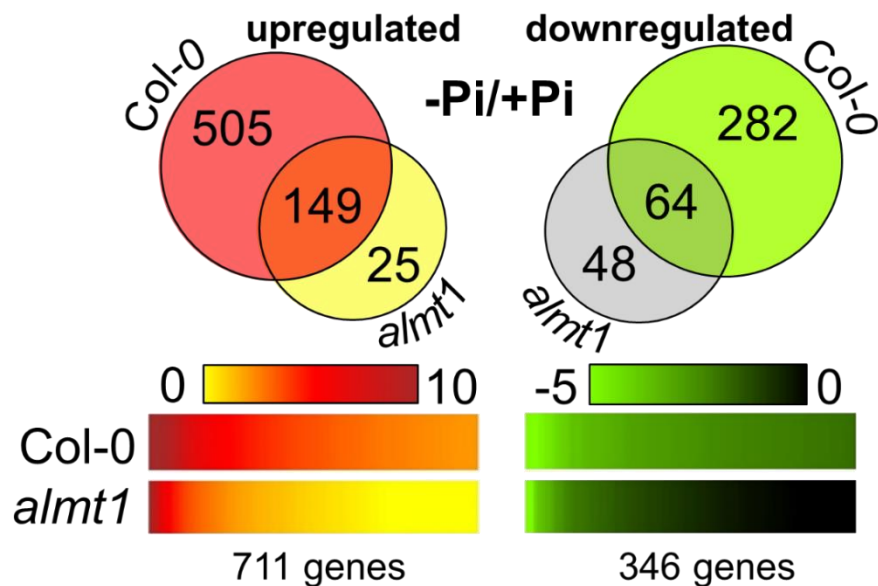 upregulated downregulated
Col-0 Col-0
-Pi/+Pi
505 282
149 64
25 48
almt1 almt1
0 10 -5 0
Col-0
almt1
711 genes 346 genes